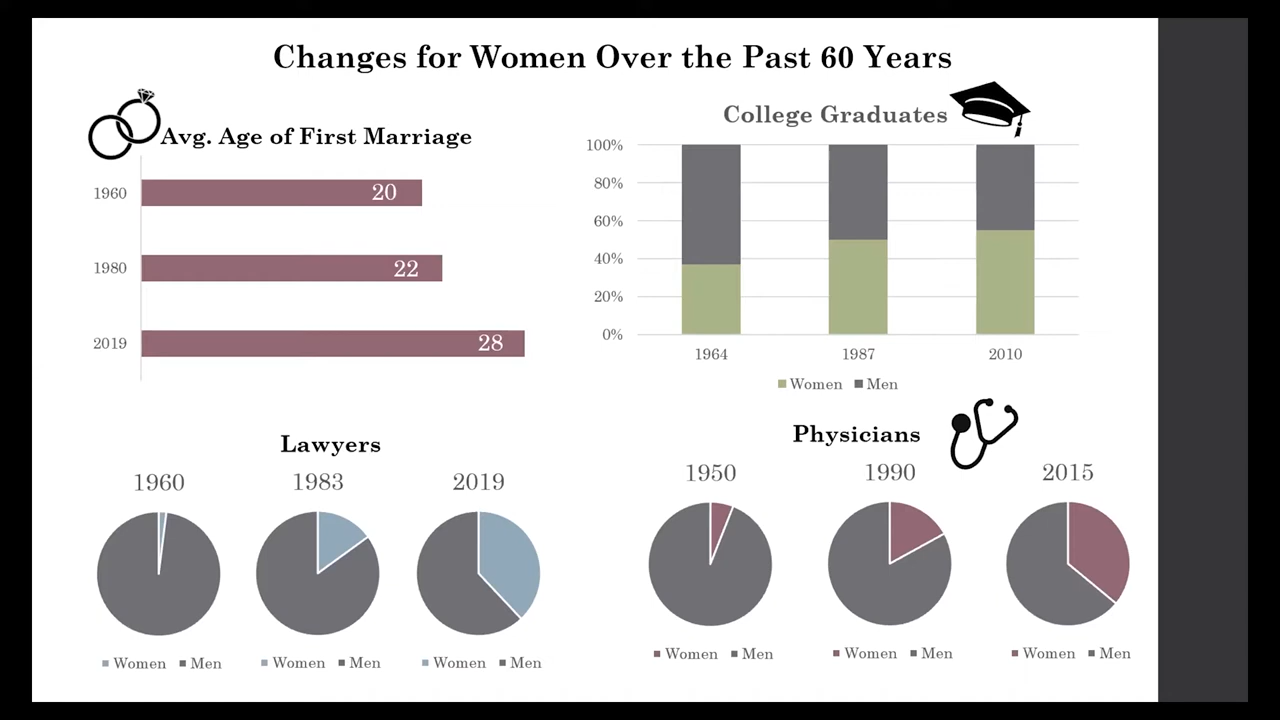 Changes for Women Over the Past 60 Years
Avg. Age of First Marriage
1960
20
1980
22
2019
28
College Graduates
100%
80%
60%
40%
20%
0%
1964 1987 2010
Women Men
Lawyers
1960 1983 2019
Women Men Women Men Women Men
Physicians
1950 1990 2015
Women Men Women Men Women Men